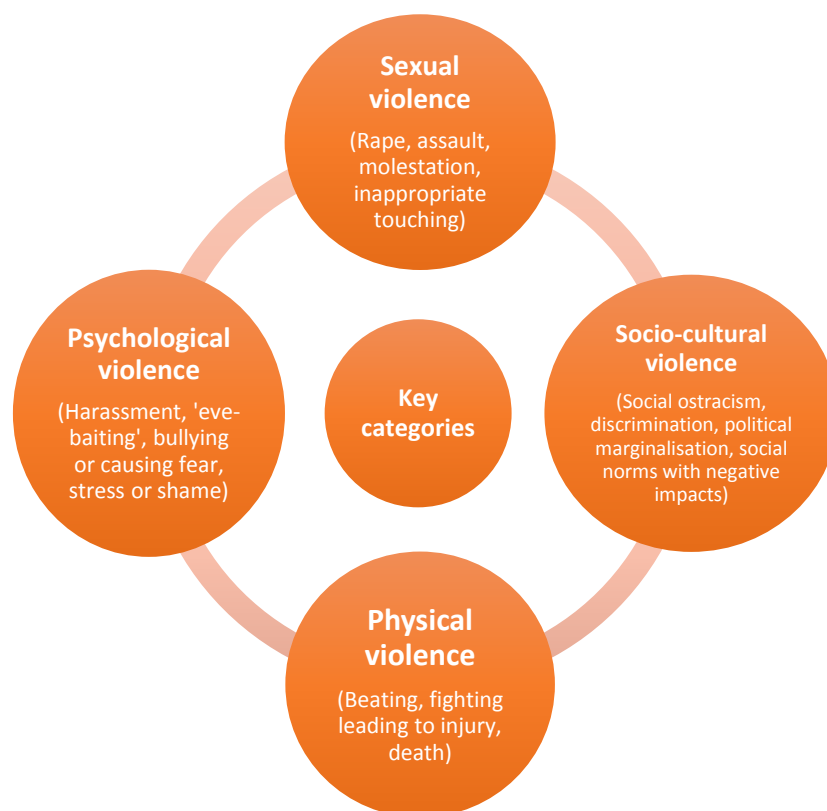 Sexual
violence
(Rape, assault,
molestation,
inappropriate
touching)
Psychological
violence
(Harassment, 'eve-
baiting', bullying
or causing fear,
stress or shame)
Key
categories
Socio-cultural
violence
(Social ostracism,
discrimination, political
marginalisation, social
norms with negative
impacts)
Physical
violence
(Beating, fighting
leading to injury,
death)